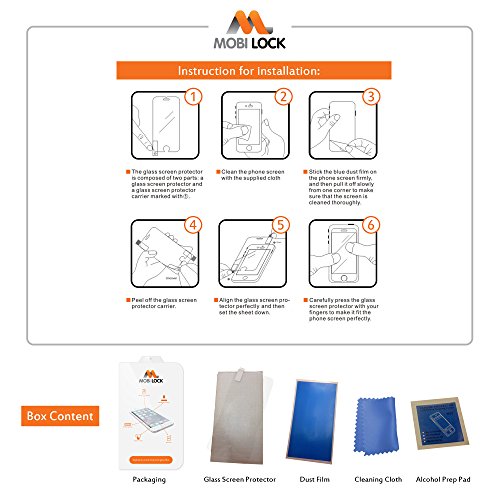 MOBI LOCK
Instruction for installation:
1
2
3
■ The glass screen protector
is composed of two parts, a
glass screen protector and
a glass screen protector
carrier marked with①.
■ Clean the phone screen
with the supplied cloth
■ Stick the blue dust film on
the phone screen firmly,
and then pull it off slowly
from one corner to make
sure that the screen is
cleaned thoroughly.
4
5
6
■ Peel off the glass screen
protector carrier.
■ Align the glass screen pro-
tector perfectly and then
set the sheet down.
■ Carefully press the glass
screen protector with your
fingers to make it fit the
phone screen perfectly.
Box Content
MOBI LOCK
Packaging
Glass Screen Protector
Dust Film
Cleaning Cloth
Alcohol Prep Pad